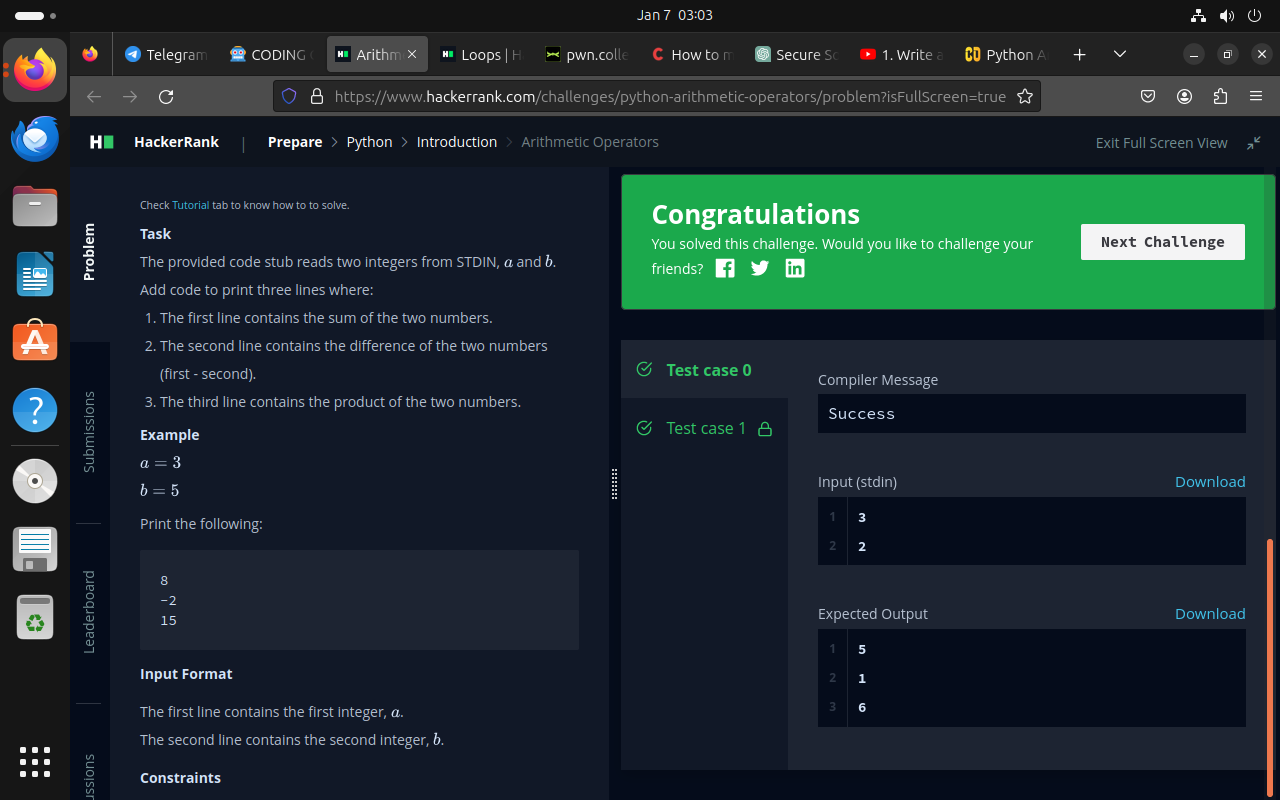 Jan 7 03:03
Telegram
CODING
Arithm
Loops | H
pwn.colle
How to m
Secure Sc
1. Write a
Python A
https://www.hackerrank.com/challenges/python-arithmetic-operators/problem?isFullScreen=true
HackerRank | Prepare > Python > Introduction > Arithmetic Operators
Exit Full Screen View
Problem
Submissions
Leaderboard
ussions
Check Tutorial tab to know how to to solve.
Task
The provided code stub reads two integers from STDIN, a and b.
Add code to print three lines where:
1. The first line contains the sum of the two numbers.
2. The second line contains the difference of the two numbers
(first - second).
3. The third line contains the product of the two numbers.
Example
a = 3
b = 5
Print the following:
8
-2
15
Input Format
The first line contains the first integer, a.
The second line contains the second integer, b.
Constraints
Congratulations
You solved this challenge. Would you like to challenge your
friends?
Next Challenge
Test case 0
Test case 1
Compiler Message
Success
Input (stdin)
Download
1 3
2 2
Expected Output
Download
1 5
2 1
3 6